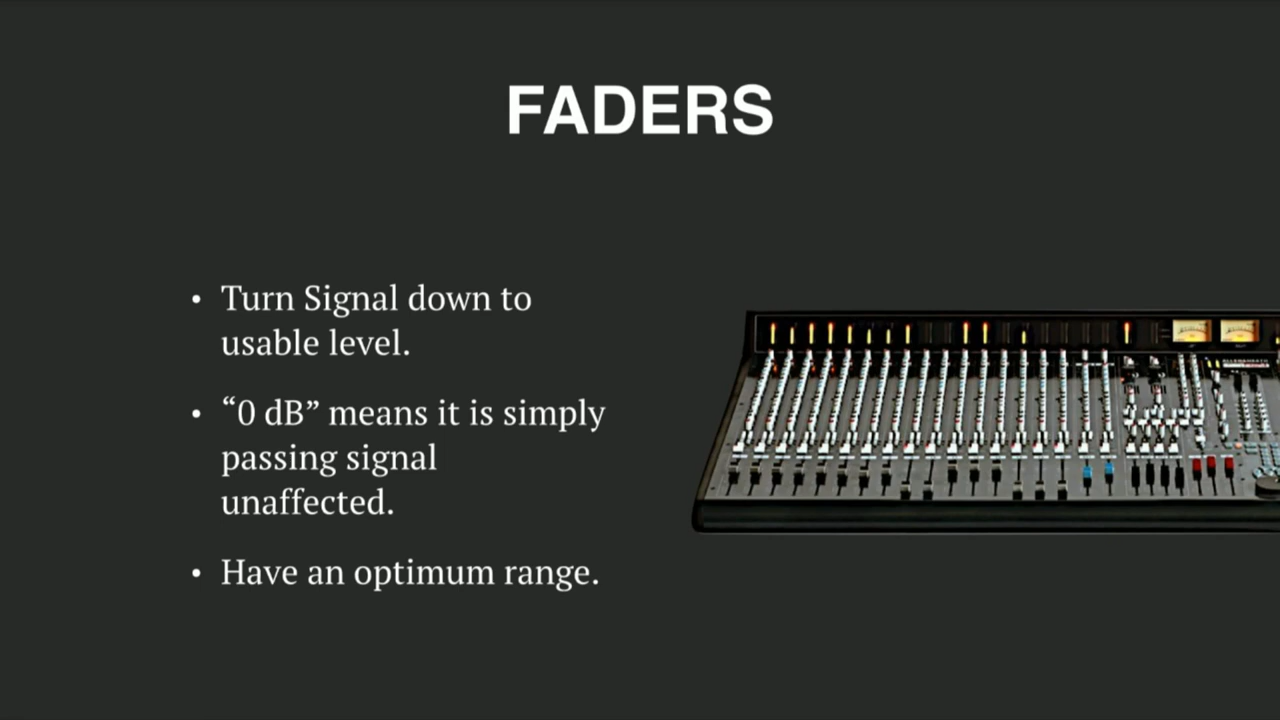 FADERS
• Turn Signal down to
usable level.
• “0 dB” means it is simply
passing signal
unaffected.
• Have an optimum range.